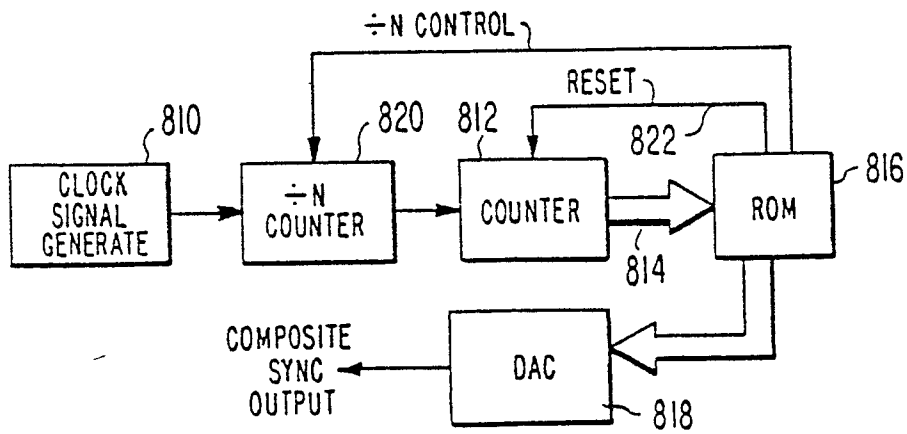 ÷N CONTROL
RESET
810
820
812
822
816
CLOCK
SIGNAL
GENERATE
÷N
COUNTER
COUNTER
814
ROM
COMPOSITE
SYNC
OUTPUT
DAC
818